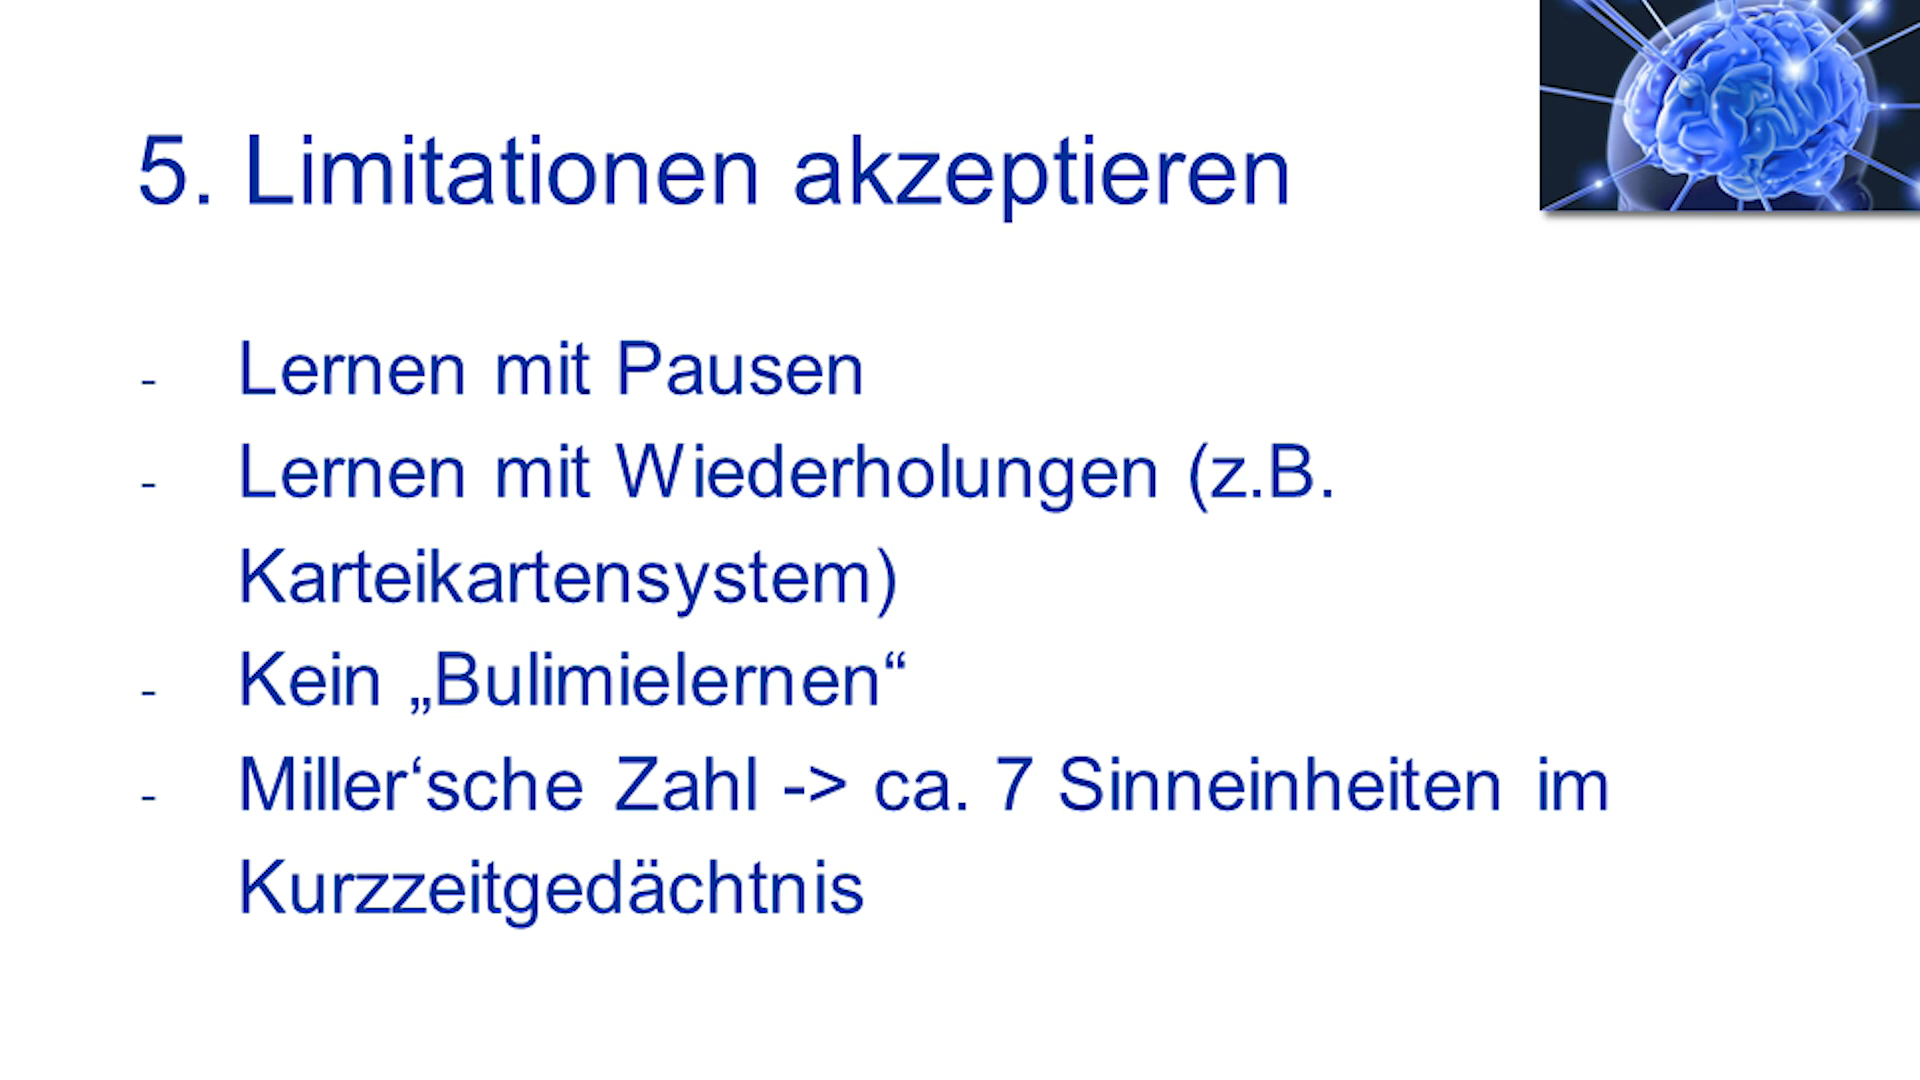 5. Limitationen akzeptieren
- Lernen mit Pausen
- Lernen mit Wiederholungen (z.B.
Karteikartensystem)
- Kein „Bulimielernen“
- Miller‘sche Zahl -> ca. 7 Sinneinheiten im
Kurzzeitgedächtnis